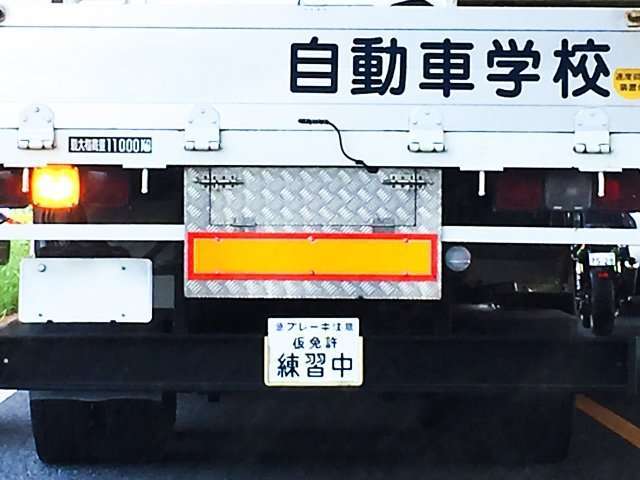 自動車学校
最大積載量11000Kg
急ブレーキ注意
仮免許
練習中